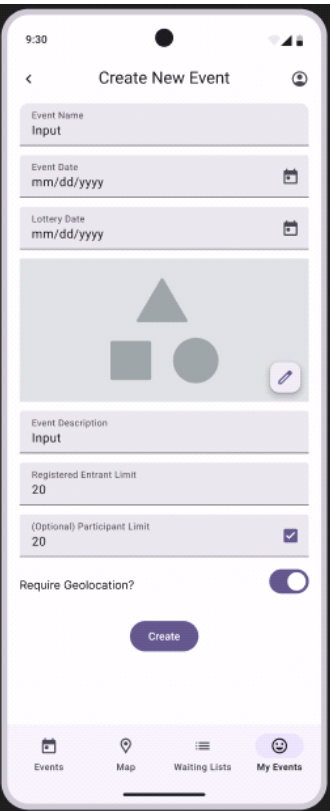 9:30
Create New Event
Event Name
Input
Event Date
mm/dd/yyyy
Lottery Date
mm/dd/yyyy
Event Description
Input
Registered Entrant Limit
20
(Optional) Participant Limit
20
Require Geolocation?
Create
Events Map Waiting Lists My Events